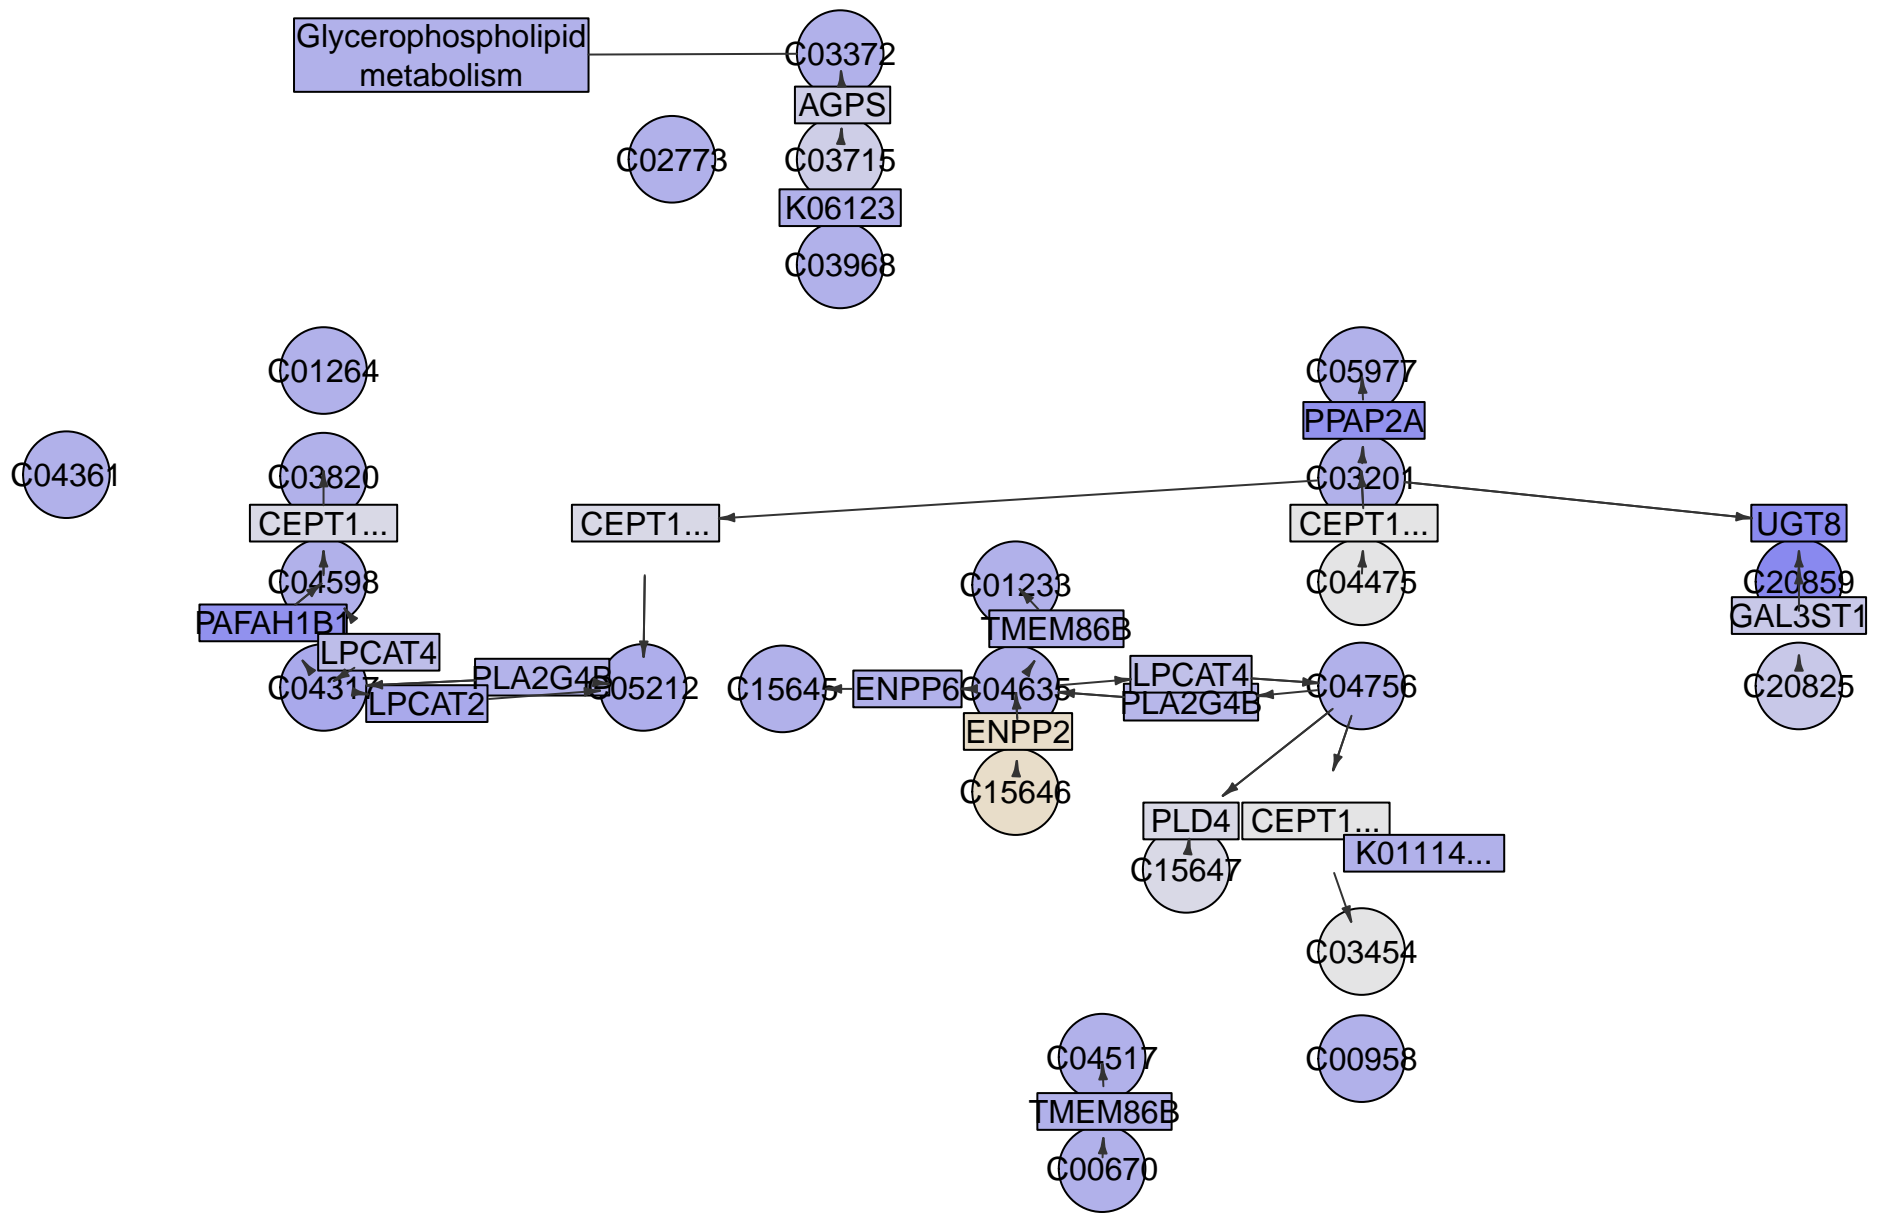 Glycerophospholipid
metabolism
C03372
AGPS
C02773
C03715
K06123
C03968
C01264
C05977
PPAP2A
C04361
C03820
C03201
CEPT1...
CEPT1...
CEPT1...
UGT8
C04598
C01233
C04475
C20859
PAFAH1B1
TMEM86B
GAL3ST1
LPCAT4
C04317
PLA2G4B
C05212
LPCAT2
C15645
ENPP6
C04635
LPCAT4
PLA2G4B
C04756
C20825
ENPP2
C15646
PLD4
CEPT1...
K01114...
C15647
C03454
C04517
C00958
TMEM86B
C00670